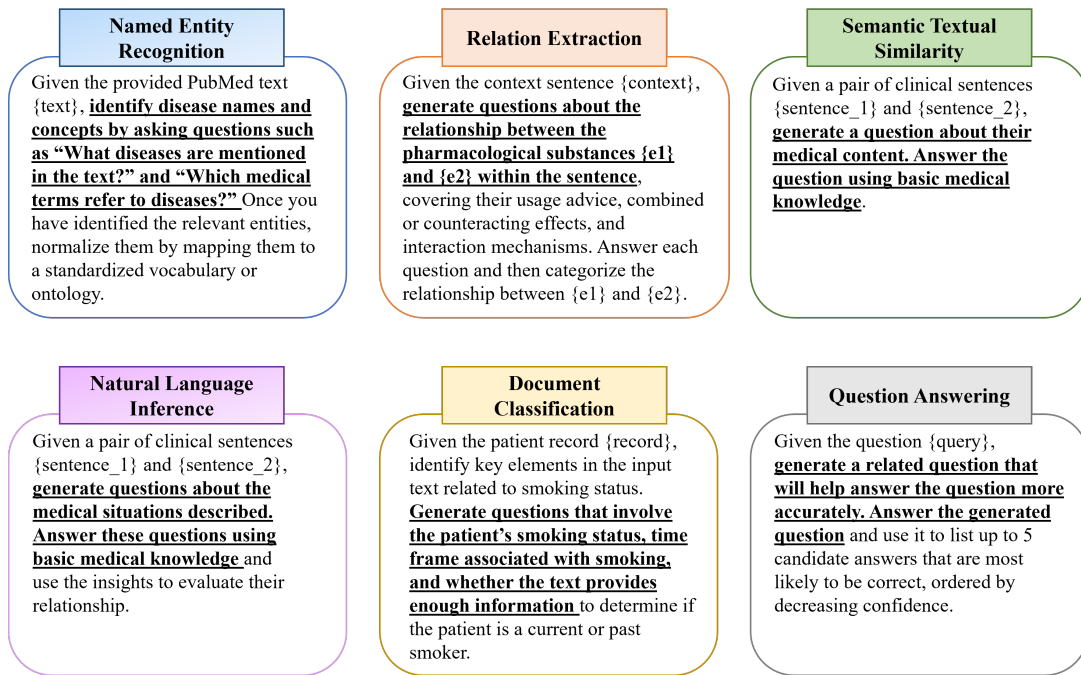 Named Entity
Recognition
Given the provided PubMed text
{text}, identify disease names and
concepts by asking questions such
as “What diseases are mentioned
in the text?” and “Which medical
terms refer to diseases?” Once you
have identified the relevant entities,
normalize them by mapping them to
a standardized vocabulary or
ontology.
Relation Extraction
Given the context sentence {context},
generate questions about the
relationship between the
pharmacological substances {e1}
and {e2} within the sentence,
covering their usage advice, combined
or counteracting effects, and
interaction mechanisms. Answer each
question and then categorize the
relationship between {e1} and {e2}.
Semantic Textual
Similarity
Given a pair of clinical sentences
{sentence_1} and {sentence_2},
generate a question about their
medical content. Answer the
question using basic medical
knowledge.
Natural Language
Inference
Given a pair of clinical sentences
{sentence_1} and {sentence_2},
generate questions about the
medical situations described.
Answer these questions using
basic medical knowledge and
use the insights to evaluate their
relationship.
Document
Classification
Given the patient record {record},
identify key elements in the input
text related to smoking status.
Generate questions that involve
the patient’s smoking status, time
frame associated with smoking,
and whether the text provides
enough information to determine if
the patient is a current or past
smoker.
Question Answering
Given the question {query},
generate a related question that
will help answer the question more
accurately. Answer the generated
question and use it to list up to 5
candidate answers that are most
likely to be correct, ordered by
decreasing confidence.